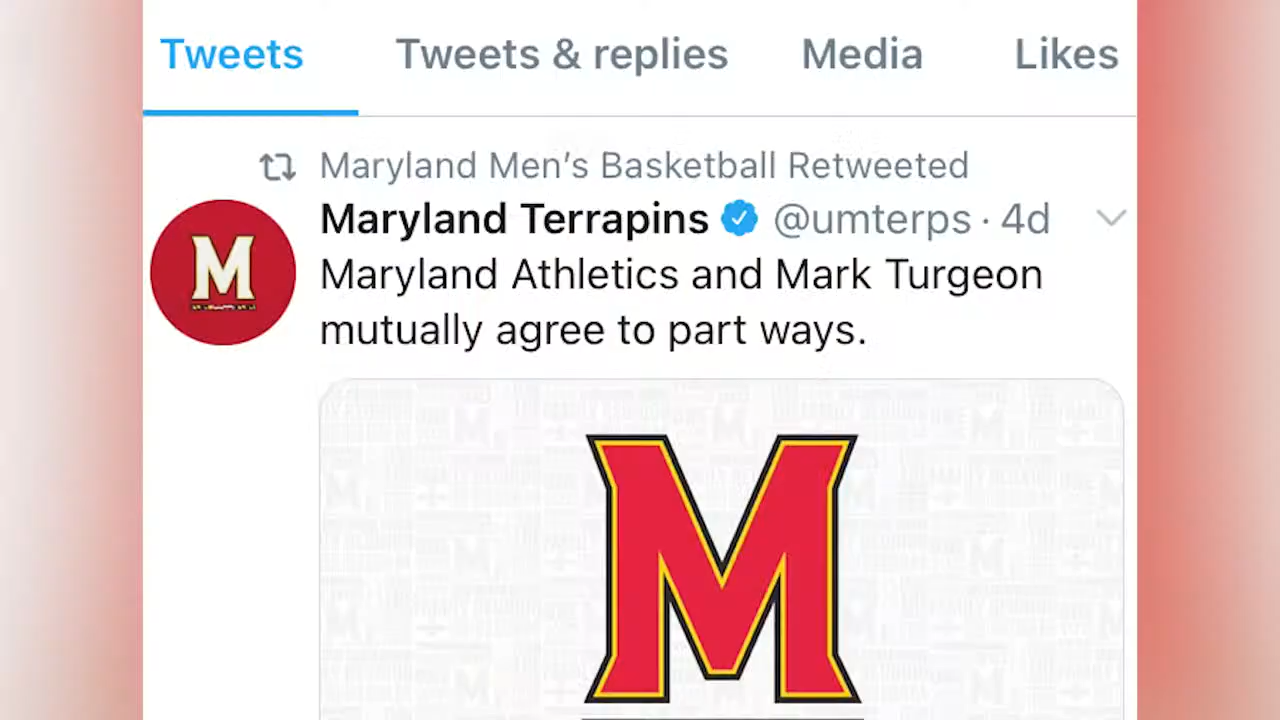 Tweets Tweets & replies Media Likes
Maryland Men's Basketball Retweeted
Maryland Terrapins @umterps · 4d
M
Maryland Athletics and Mark Turgeon
mutually agree to part ways.
M